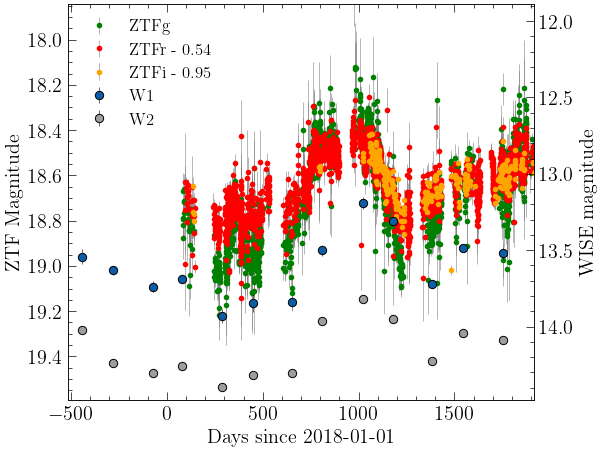 ZTFg
ZTFr - 0.54
ZTFi - 0.95
W1
W2
ZTF Magnitude
18.0
18.2
18.4
18.6
18.8
19.0
19.2
19.4
12.0
12.5
13.0
13.5
14.0
WISE magnitude
−500 0 500 1000 1500
Days since 2018-01-01